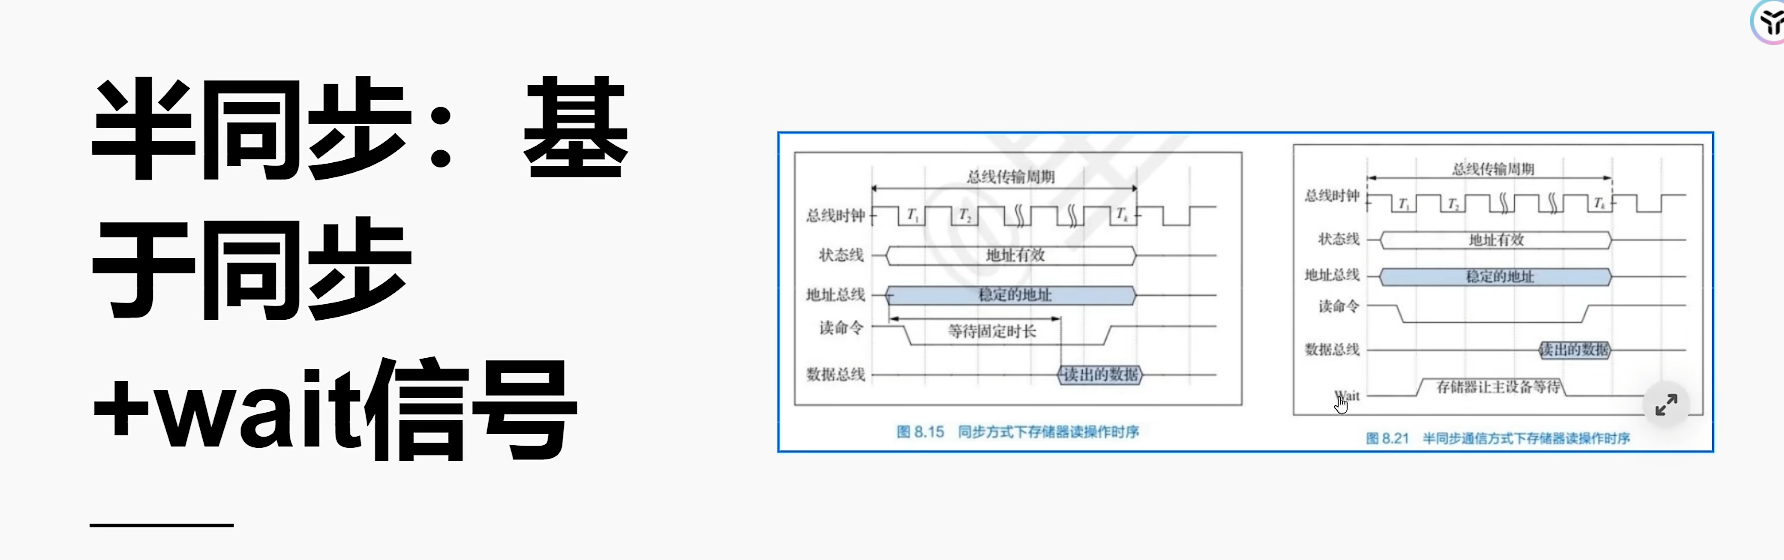 半同步：基
于同步
+wait信号
总线传输周期
总线时钟
T1
T2
Tk
状态线
地址有效
地址总线
稳定的地址
读命令
等待固定时长
数据总线
读出的数据
图 8.15 同步方式下存储器读操作时序
总线传输周期
总线时钟
T1
T2
Tk
状态线
地址有效
地址总线
稳定的地址
读命令
数据总线
读出的数据
Wait
存储器让主设备等待
图 8.21 半同步通信方式下存储器读操作时序